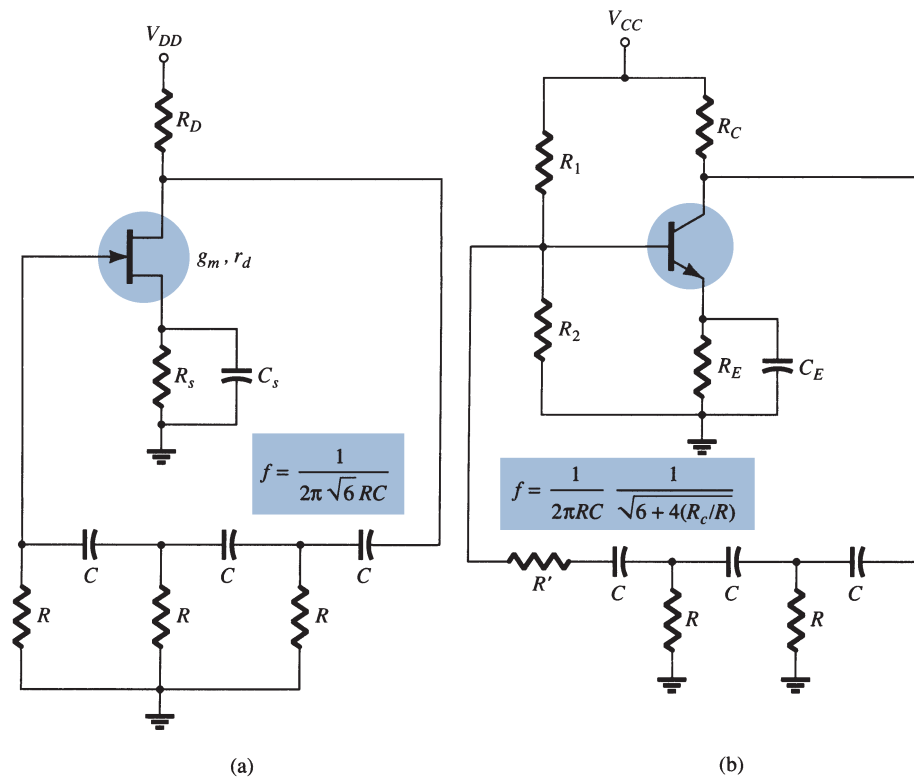 V_DD
R_D
g_m, r_d
R_s
C_s
f = 1 / (2π √6 RC)
C
C
C
R
R
R
(a)
V_CC
R_C
R_1
R_2
R_E
C_E
f = 1 / (2πRC) 1 / √(6 + 4(R_c/R))
R'
C
C
C
R
R
(b)